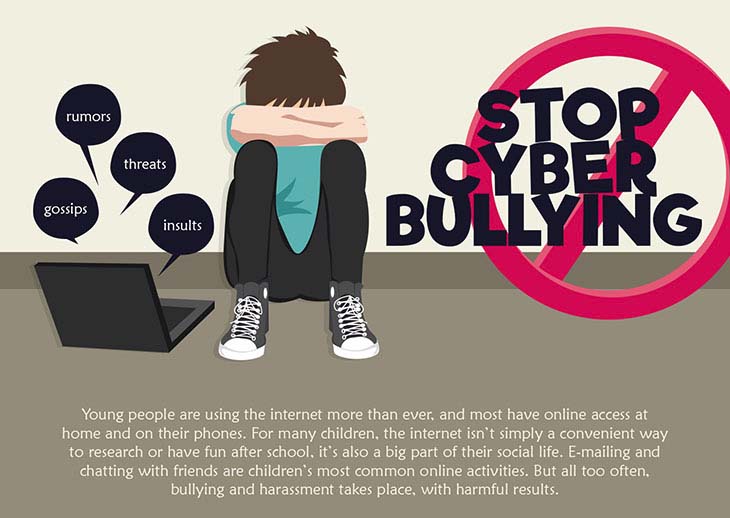 rumors
threats
gossips
insults
STOP
CYBER
BULLYING
Young people are using the internet more than ever, and most have online access at
home and on their phones. For many children, the internet isn't simply a convenient way
to research or have fun after school, it's also a big part of their social life. E-mailing and
chatting with friends are children's most common online activities. But all too often,
bullying and harassment takes place, with harmful results.